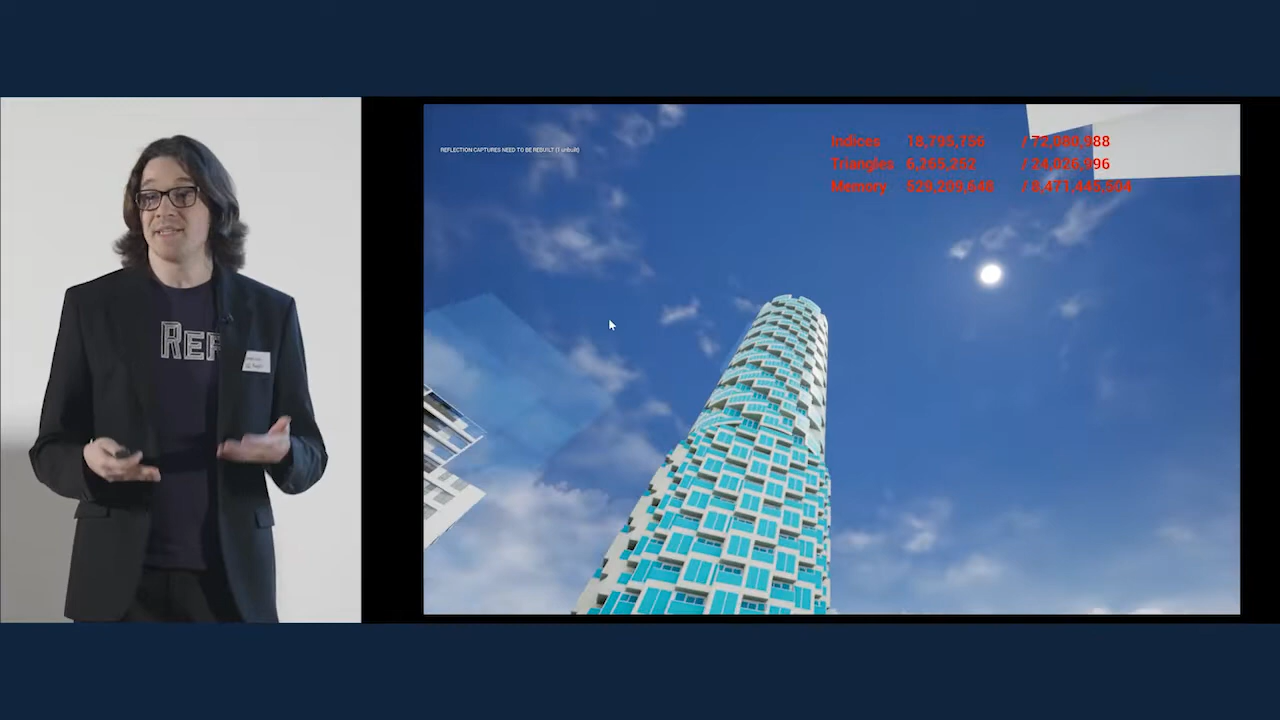 REF
REFLECTION CAPTURES NEED TO BE REBUILT (1 unbuilt)
Indices 18,795,756 / 72,080,988
Triangles 6,265,252 / 24,026,996
Memory 529,209,648 / 8,471,445,504